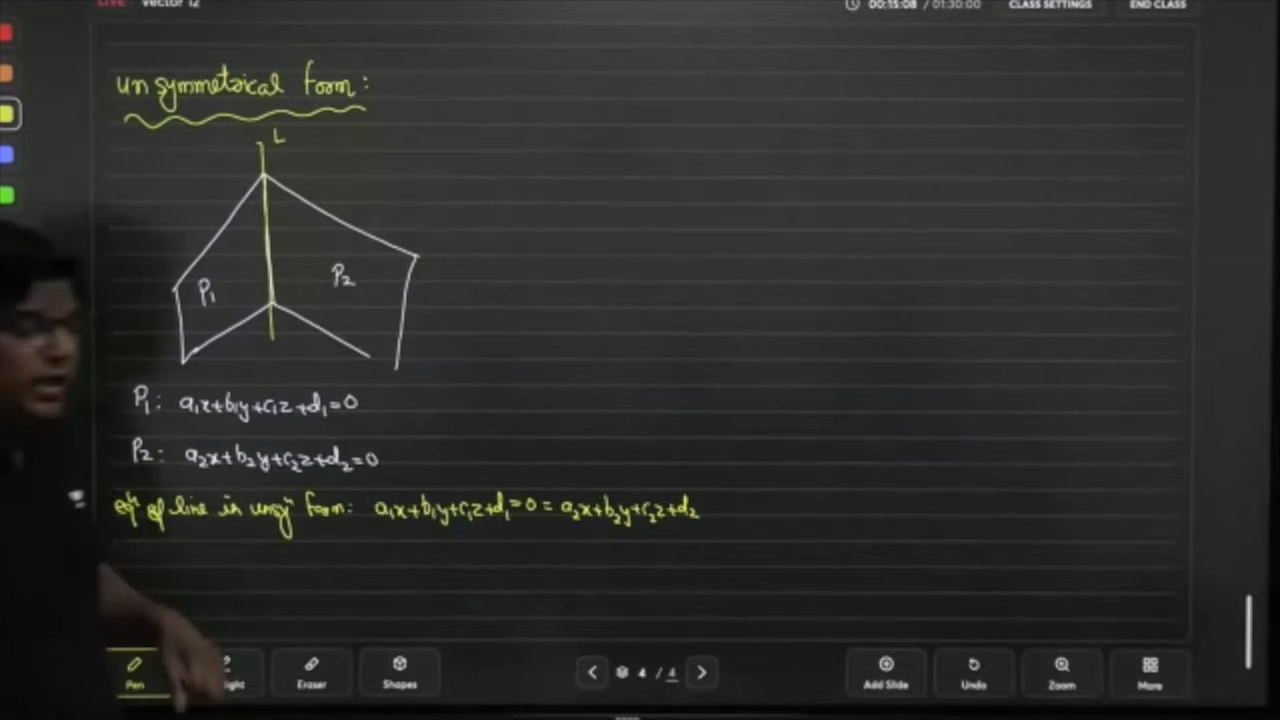 LIVE Vector 12
00:15:08 / 01:30:00 CLASS SETTINGS END CLASS
unsymmetrical form:
L
P₁ P₂
P₁: a₁x+b₁y+c₁z+d₁=0
P₂: a₂x+b₂y+c₂z+d₂=0
eqⁿ of line in unsyⁿ form: a₁x+b₁y+c₁z+d₁=0=a₂x+b₂y+c₂z+d₂
Pen Eraser Shapes 4 / 4 Add Slide Undo Zoom More